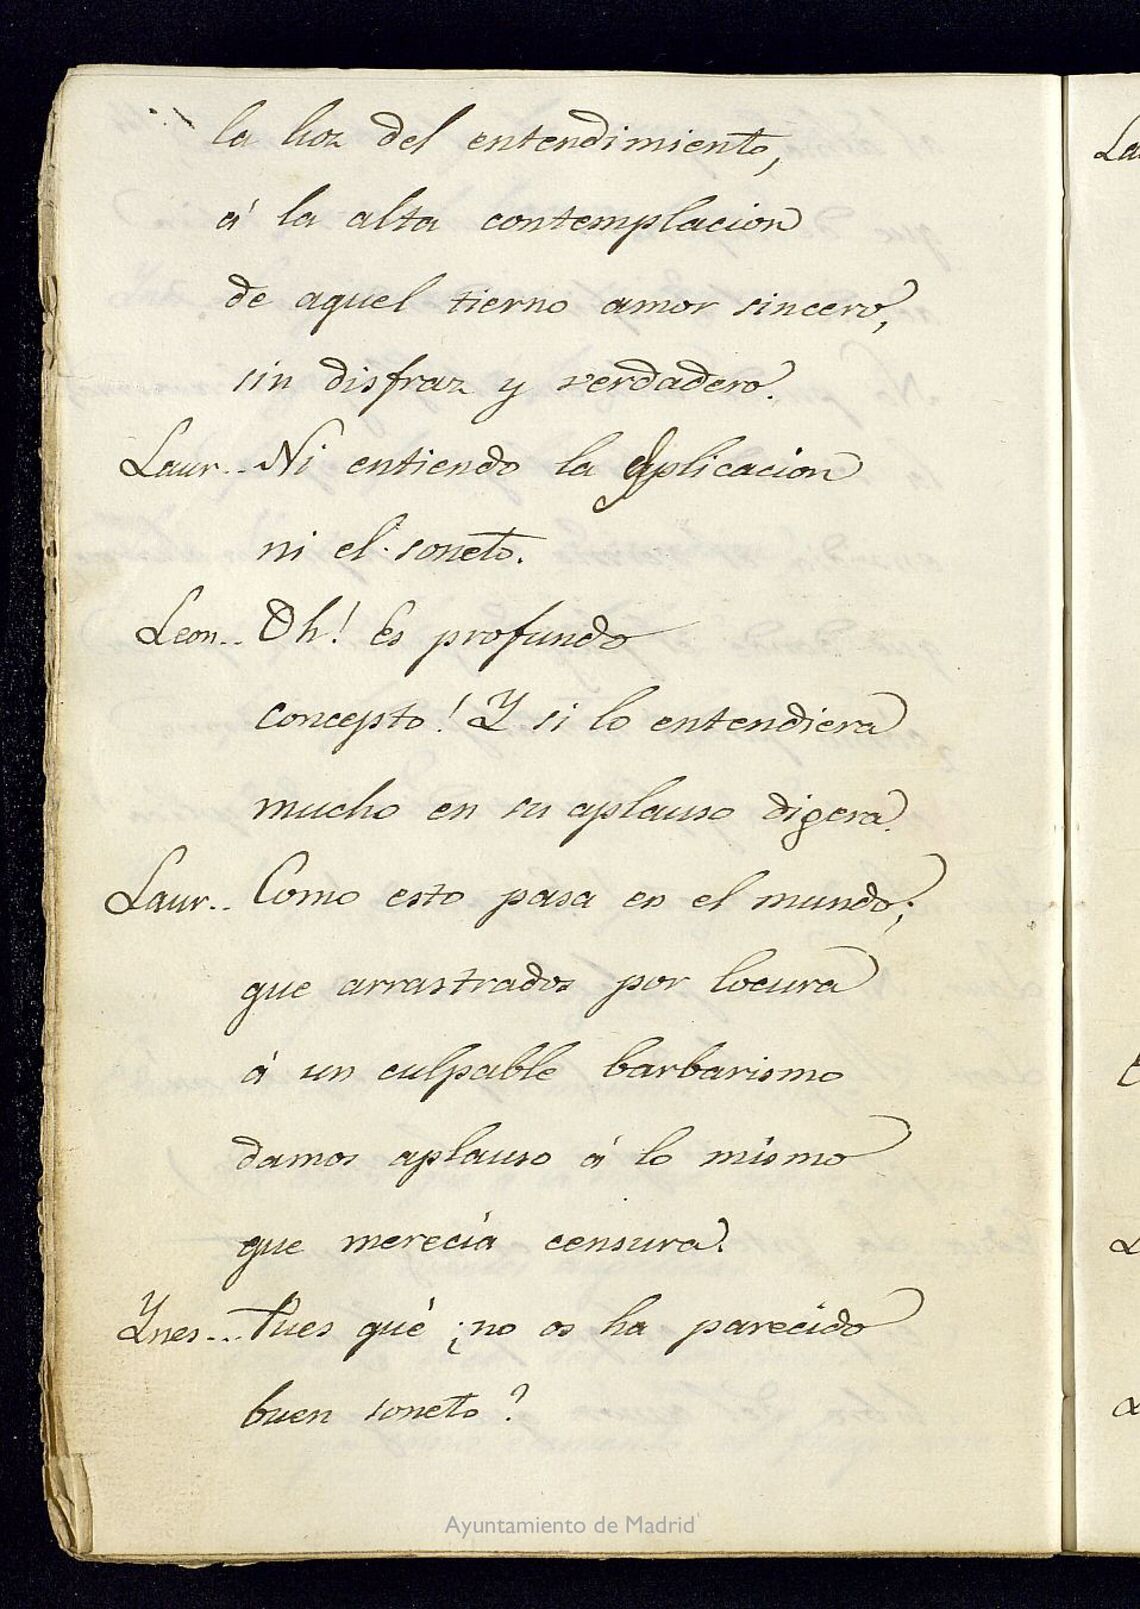 la luz del entendimiento,
á la alta contemplacion
de aquel tierno amor sincero,
sin disfraz y verdadero.
Laur.. Ni entiendo la aplicacion
ni el soneto.
Leon.. Oh! Es profundo
concepto! Y si lo entendiera
mucho en su aplauso digera.
Laur.. Como esto pasa en el mundo;
que arrastrados por locura
á un culpable barbarismo
damos aplauso á lo mismo
que merecía censura.
Ynes... Pues qué ¿no os ha parecido
buen soneto?
Ayuntamiento de Madrid
La
L